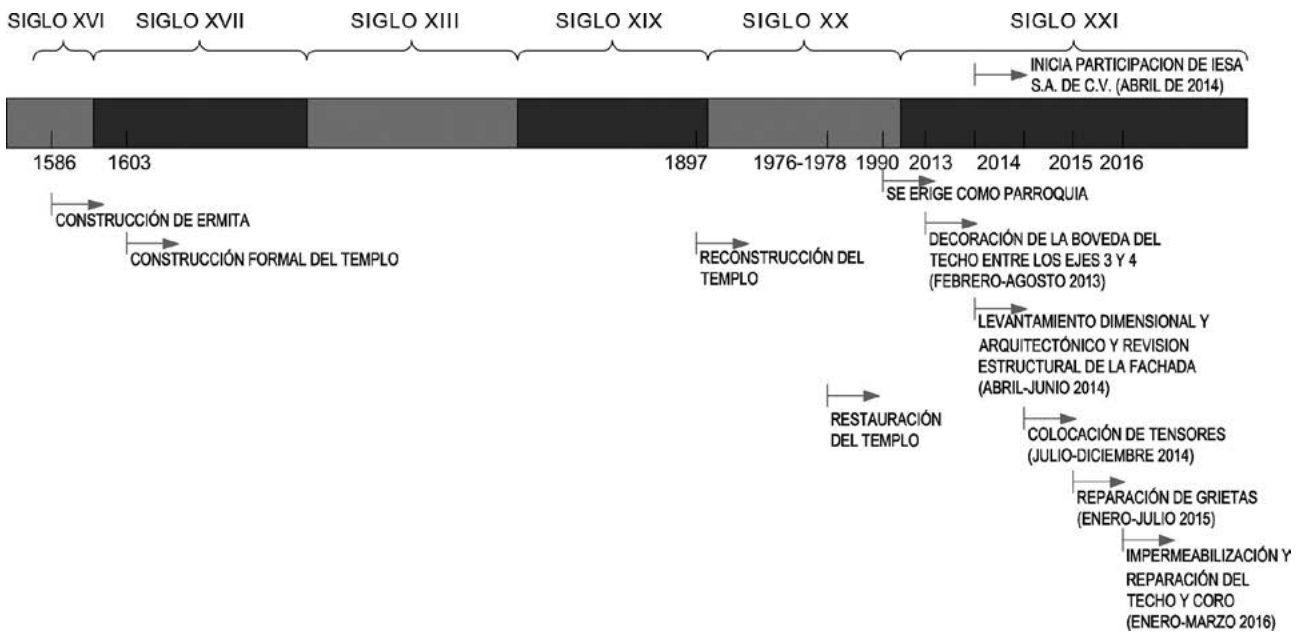 SIGLO XVI
SIGLO XVII
SIGLO XIII
SIGLO XIX
SIGLO XX
SIGLO XXI
INICIA PARTICIPACION DE IESA
S.A. DE C.V. (ABRIL DE 2014)
1586
1603
1897
1976-1978
1990
2013
2014
2015
2016
CONSTRUCCIÓN DE ERMITA
CONSTRUCCIÓN FORMAL DEL TEMPLO
RECONSTRUCCIÓN DEL
TEMPLO
RESTAURACIÓN
DEL TEMPLO
SE ERIGE COMO PARROQUIA
DECORACIÓN DE LA BOVEDA DEL
TECHO ENTRE LOS EJES 3 Y 4
(FEBRERO-AGOSTO 2013)
LEVANTAMIENTO DIMENSIONAL Y
ARQUITECTÓNICO Y REVISION
ESTRUCTURAL DE LA FACHADA
(ABRIL-JUNIO 2014)
COLOCACIÓN DE TENSORES
(JULIO-DICIEMBRE 2014)
REPARACIÓN DE GRIETAS
(ENERO-JULIO 2015)
IMPERMEABILIZACIÓN Y
REPARACIÓN DEL
TECHO Y CORO
(ENERO-MARZO 2016)